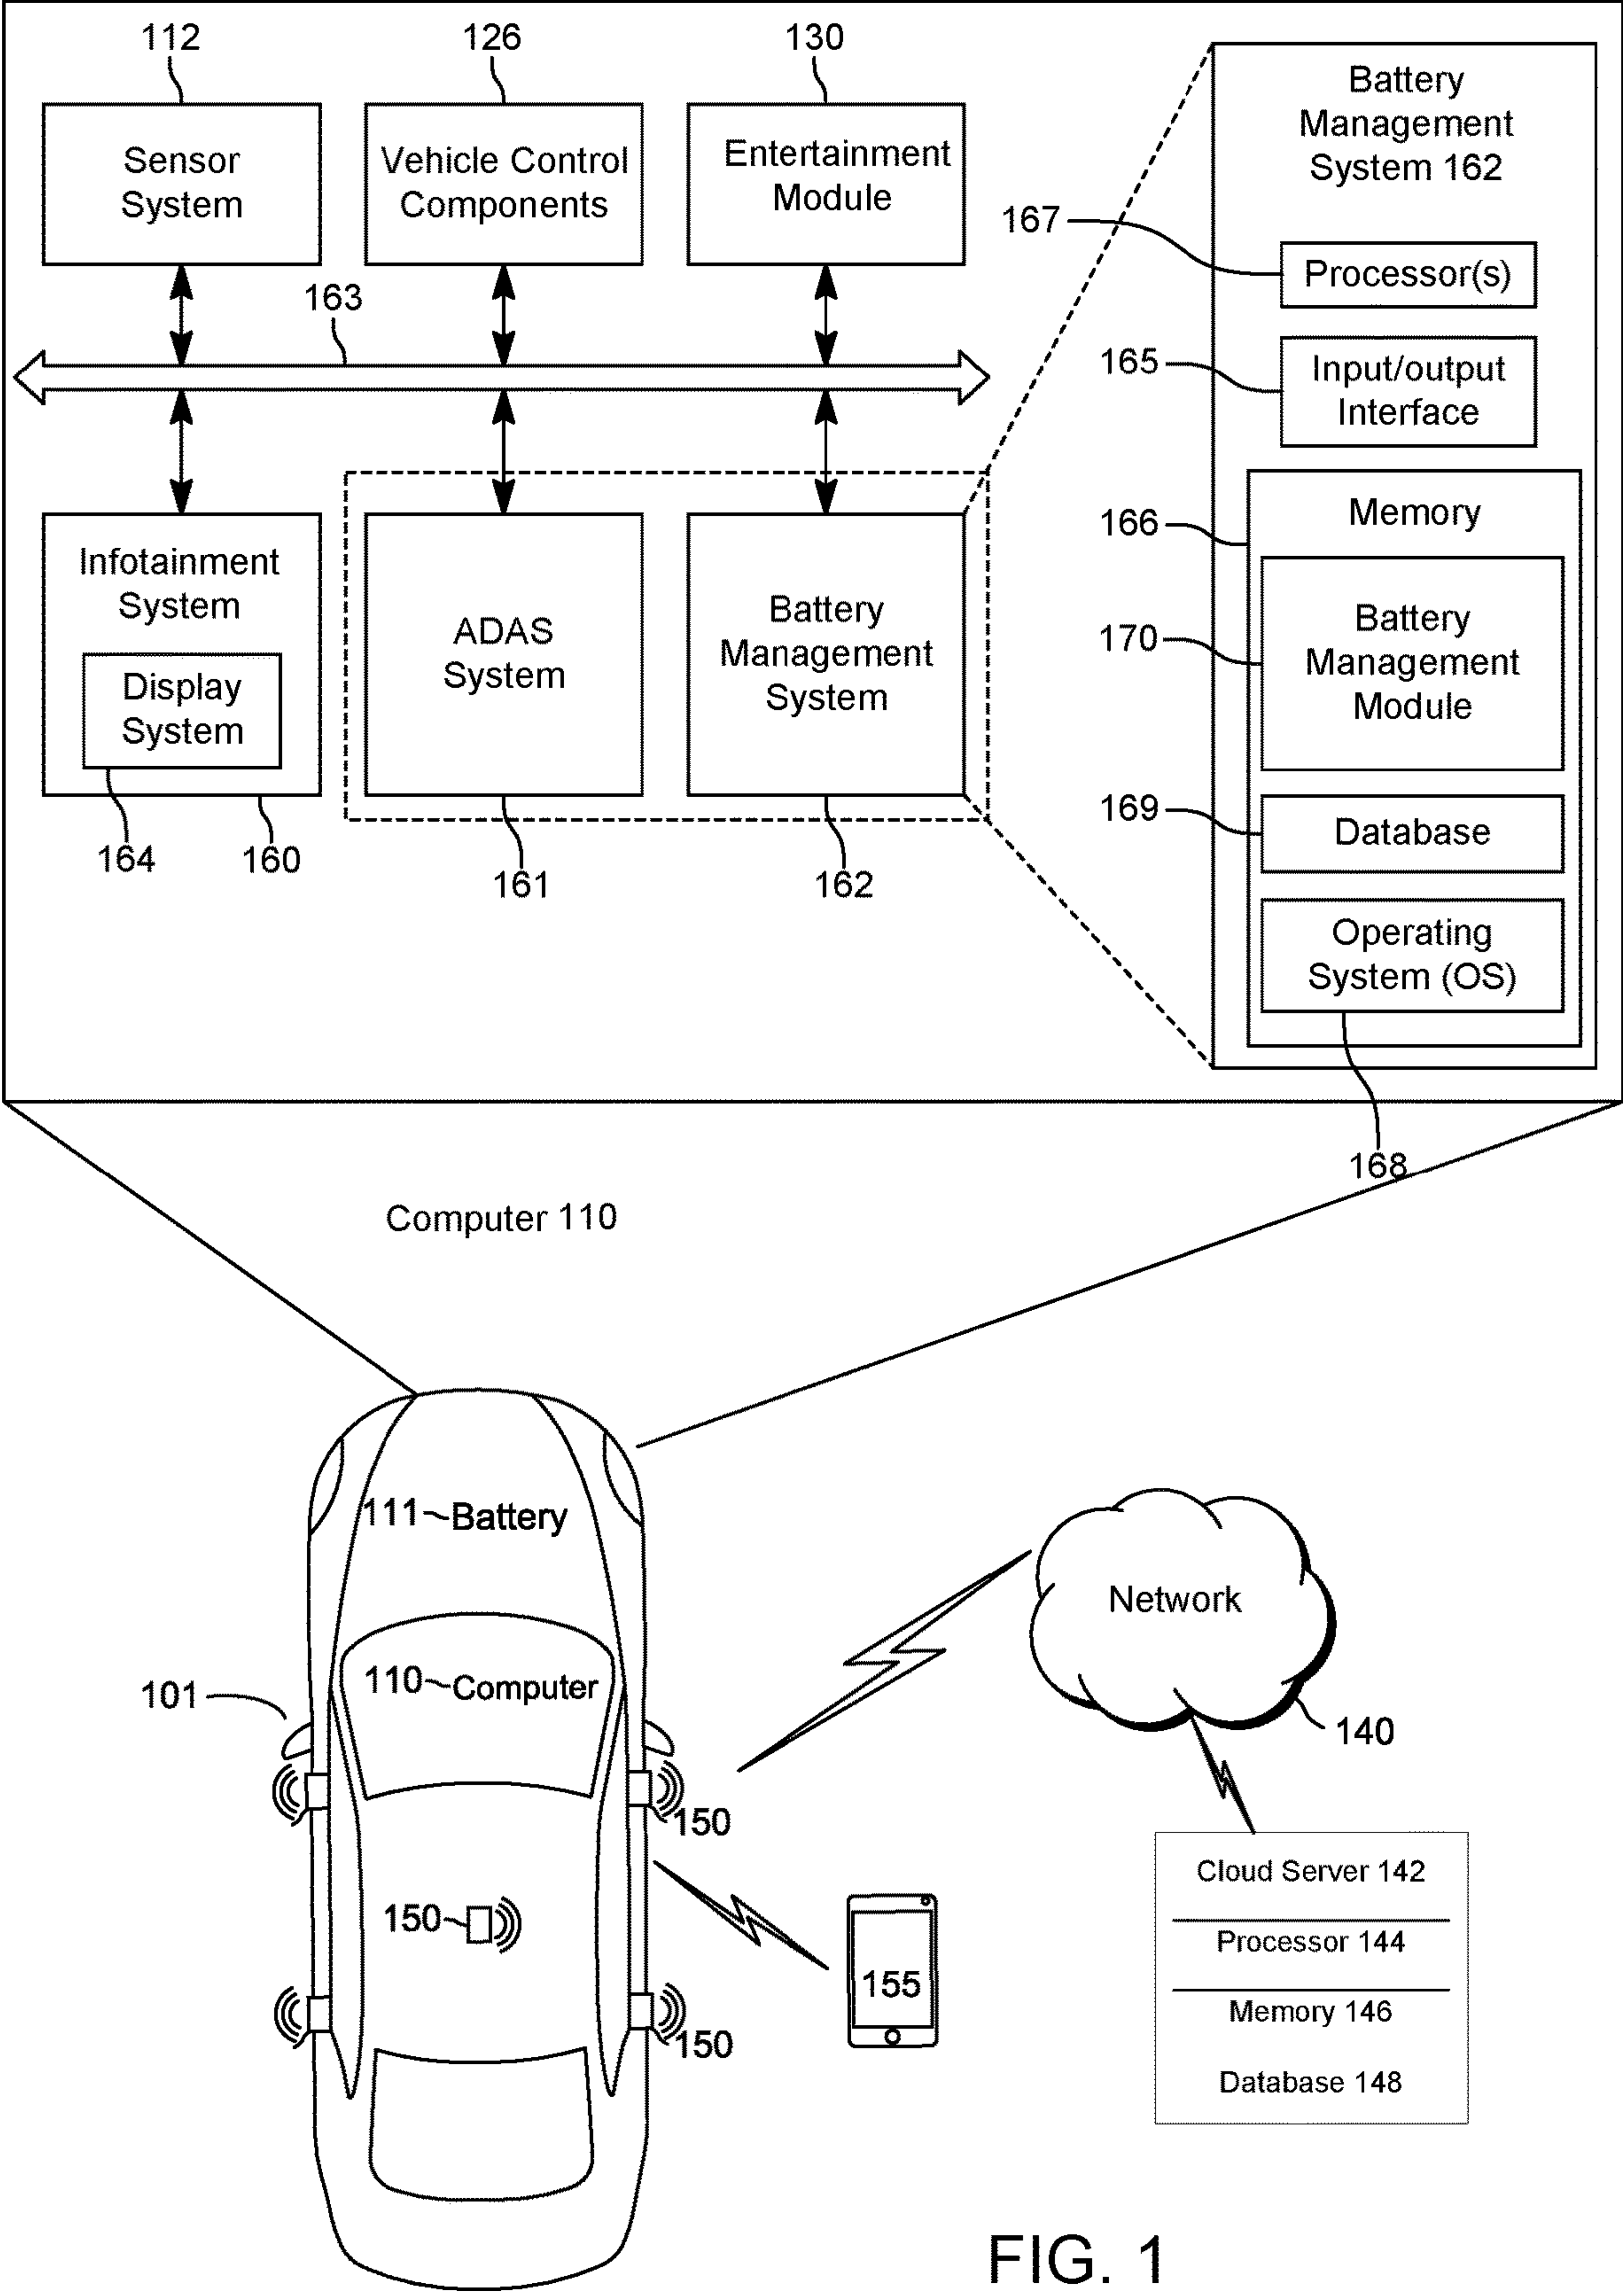 112
126
130
Sensor
System
Vehicle Control
Components
Entertainment
Module
163
Infotainment
System
Display
System
164
160
ADAS
System
161
Battery
Management
System
162
Battery
Management
System 162
167
Processor(s)
165
Input/output
Interface
166
Memory
170
Battery
Management
Module
169
Database
Operating
System (OS)
168
Computer 110
111
Battery
110
Computer
101
150
150
150
155
Network
140
Cloud Server 142
Processor 144
Memory 146
Database 148
FIG. 1